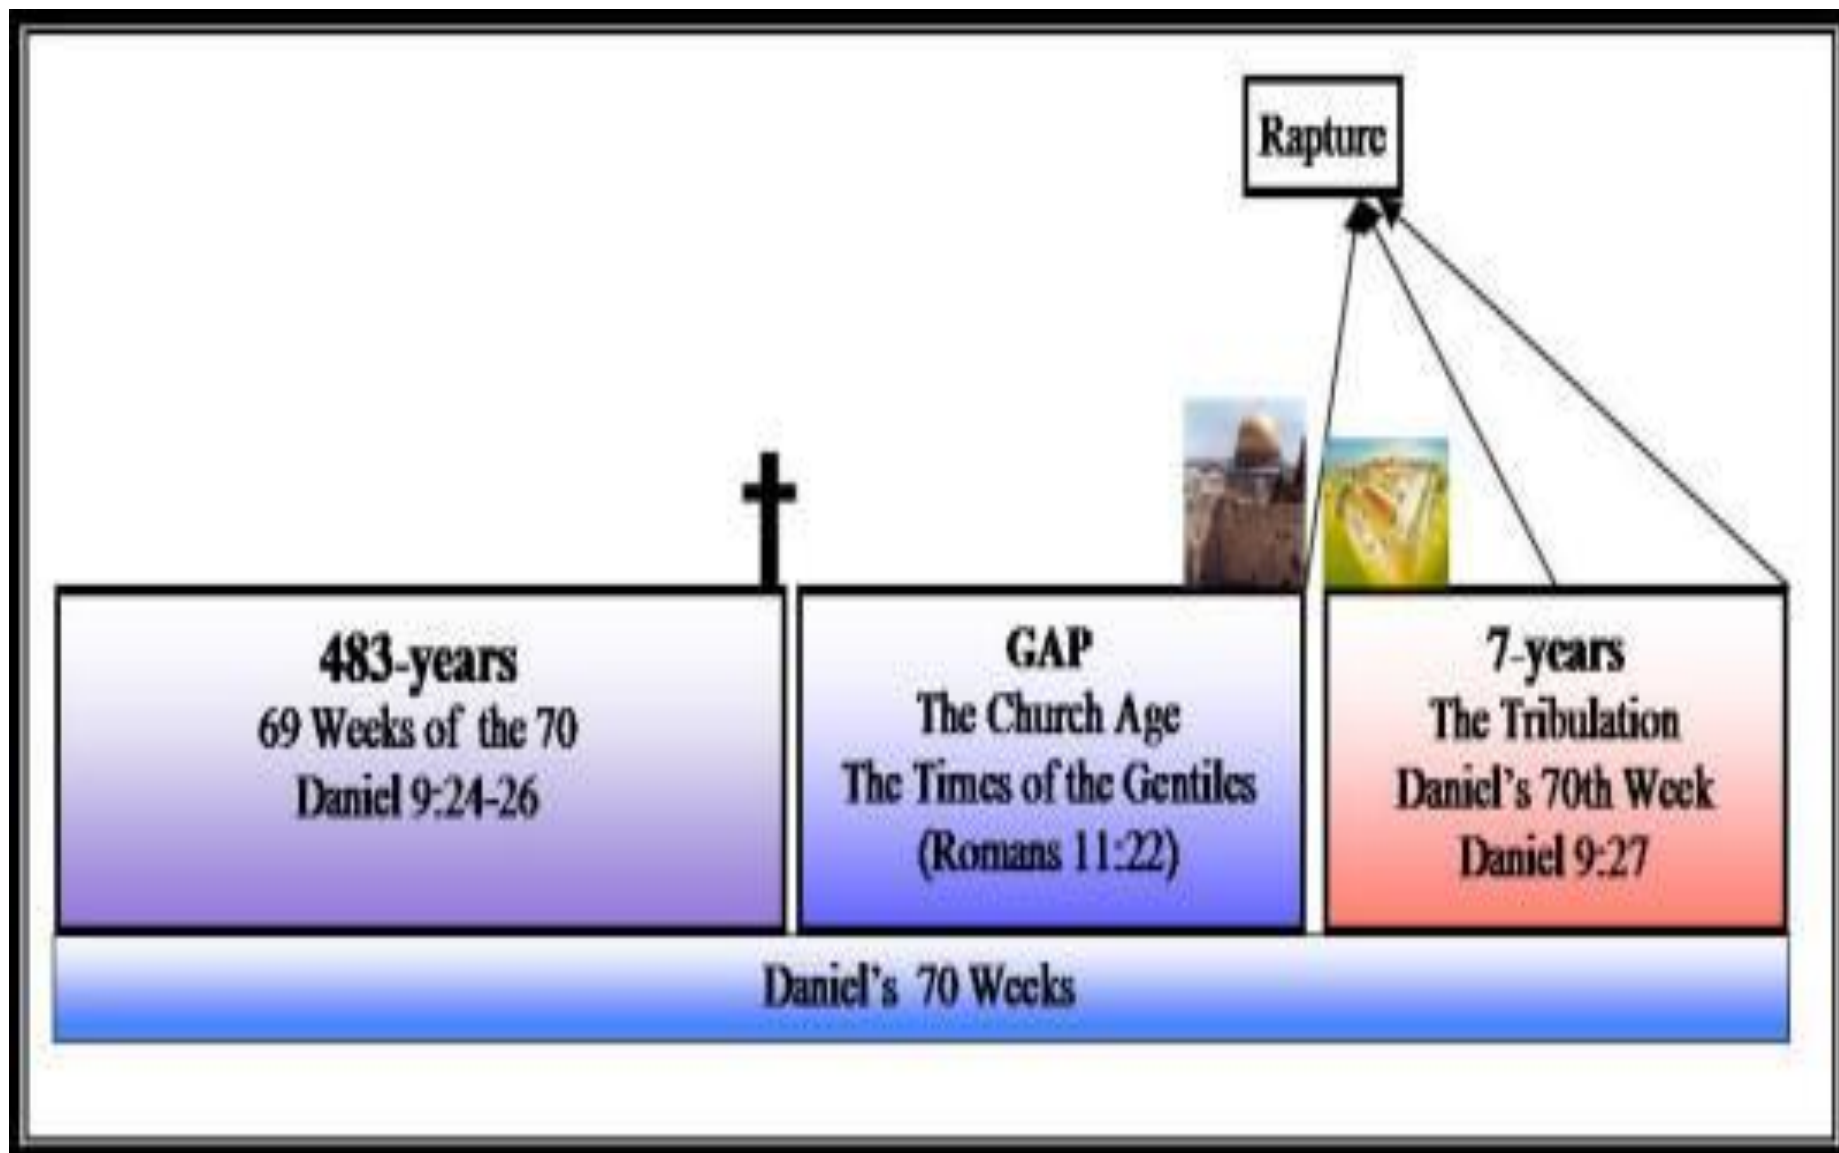 Rapture
483-years
69 Weeks of the 70
Daniel 9:24-26
GAP
The Church Age
The Times of the Gentiles
(Romans 11:22)
7-years
The Tribulation
Daniel's 70th Week
Daniel 9:27
Daniel's 70 Weeks